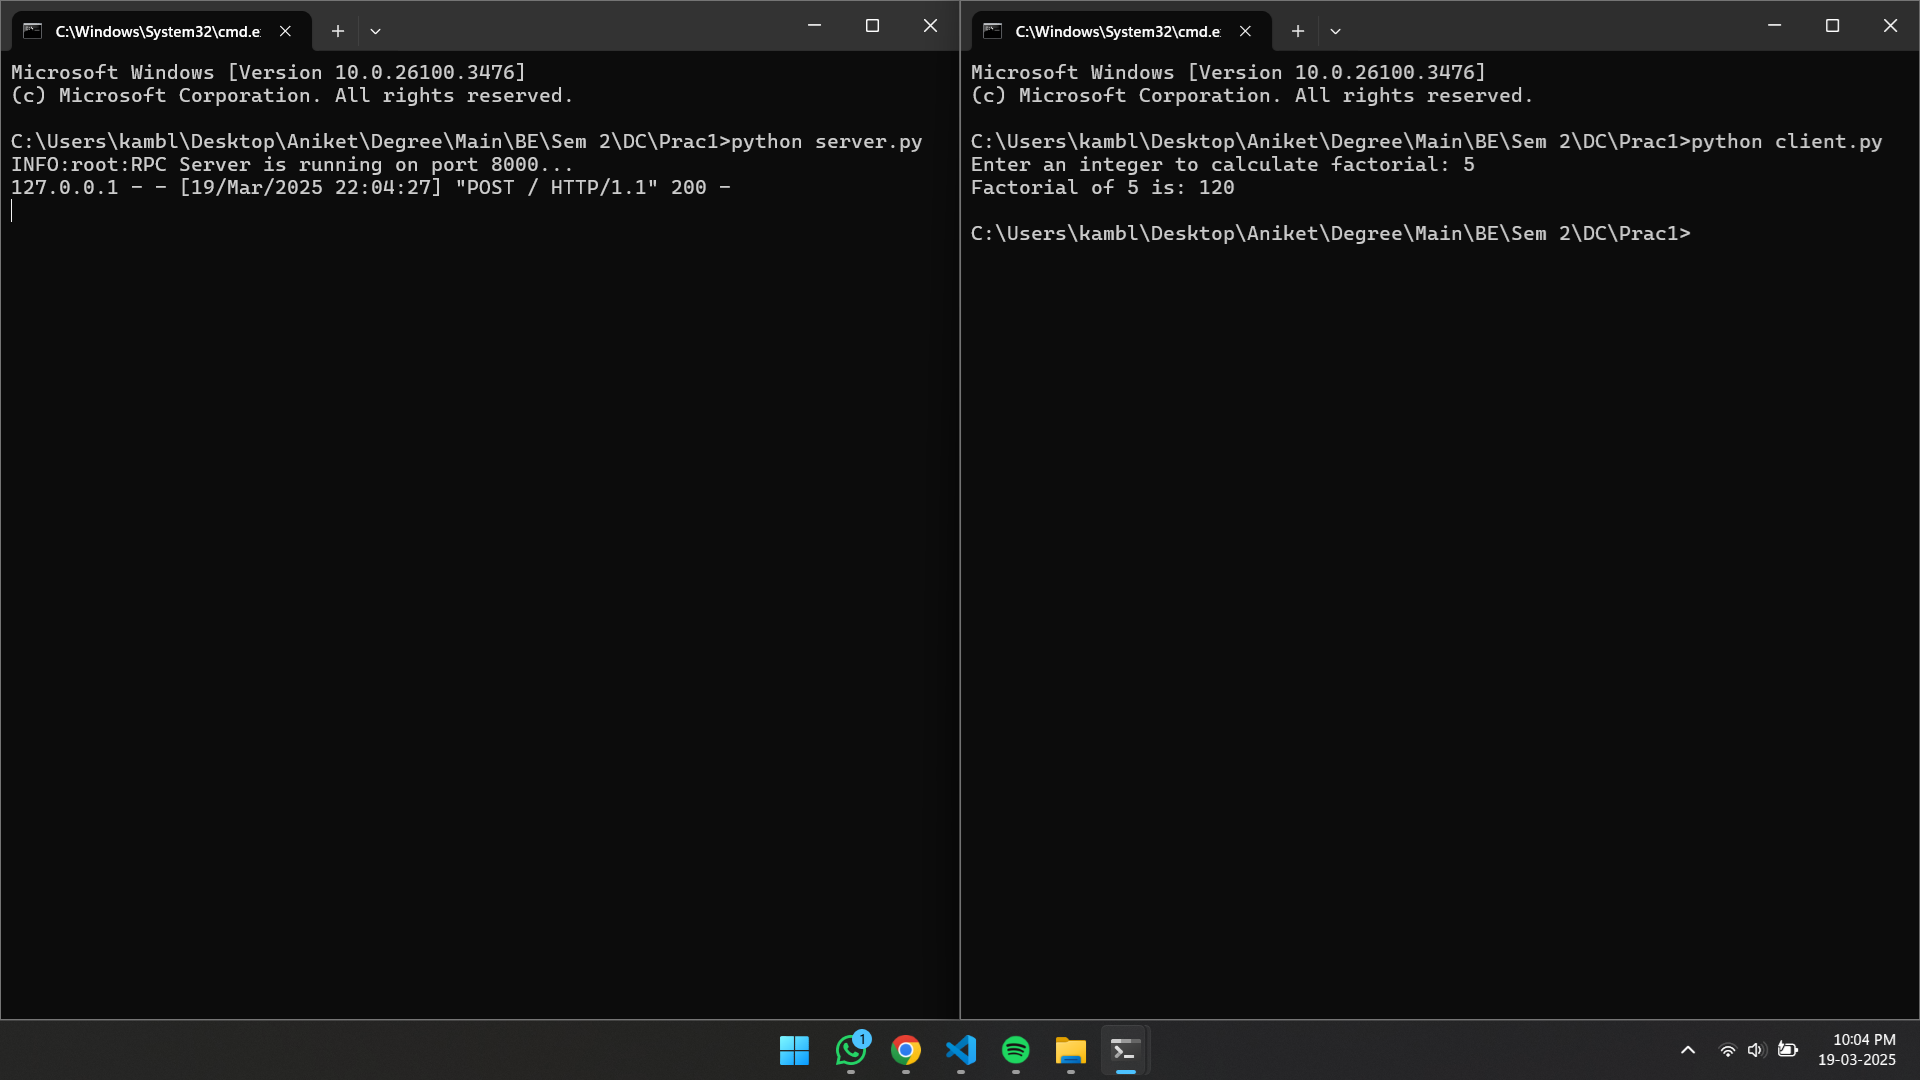 C:\Windows\System32\cmd.e
Microsoft Windows [Version 10.0.26100.3476]
(c) Microsoft Corporation. All rights reserved.
C:\Users\kambl\Desktop\Aniket\Degree\Main\BE\Sem 2\DC\Prac1>python server.py
INFO:root:RPC Server is running on port 8000...
127.0.0.1 - - [19/Mar/2025 22:04:27] "POST / HTTP/1.1" 200 -
C:\Windows\System32\cmd.e
Microsoft Windows [Version 10.0.26100.3476]
(c) Microsoft Corporation. All rights reserved.
C:\Users\kambl\Desktop\Aniket\Degree\Main\BE\Sem 2\DC\Prac1>python client.py
Enter an integer to calculate factorial: 5
Factorial of 5 is: 120
C:\Users\kambl\Desktop\Aniket\Degree\Main\BE\Sem 2\DC\Prac1>
1
10:04 PM
19-03-2025